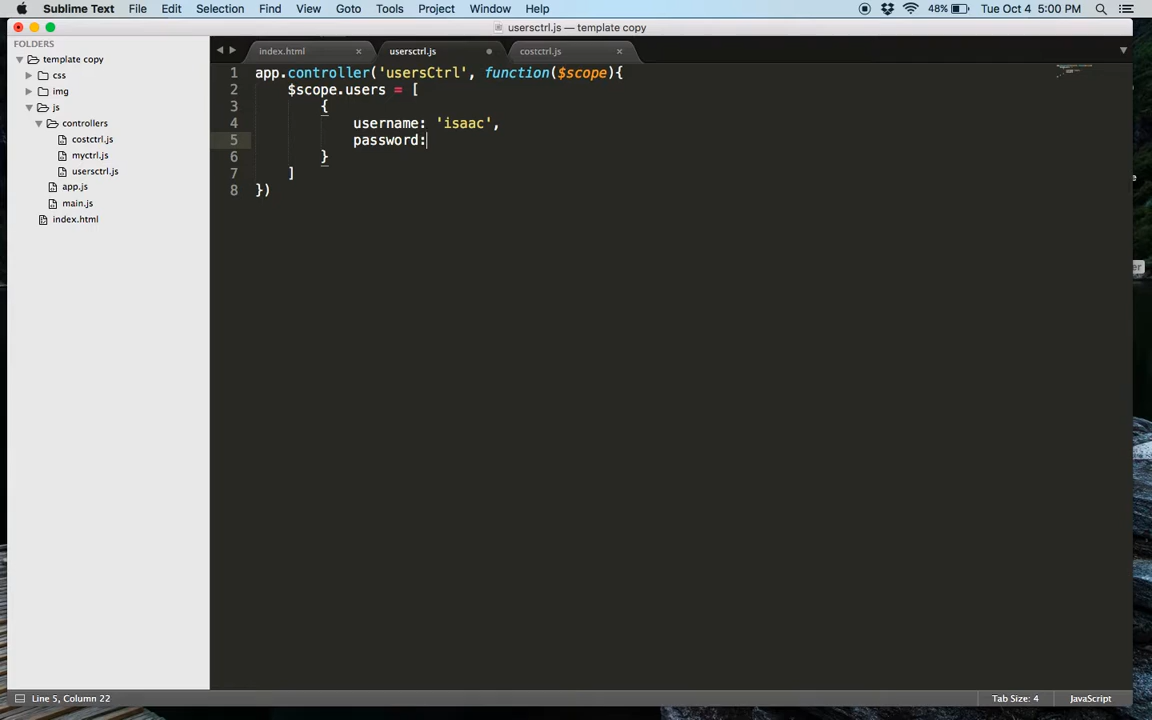 Sublime Text File Edit Selection Find View Goto Tools Project Window Help 48% Tue Oct 4 5:00 PM
usersctrl.js — template copy
FOLDERS
template copy
css
img
js
controllers
costctrl.js
myctrl.js
usersctrl.js
app.js
main.js
index.html
index.html usersctrl.js costctrl.js
1 app.controller('usersCtrl', function($scope){
2 $scope.users = [
3 {
4 username: 'isaac',
5 password:
6 }
7 ]
8 })
Line 5, Column 22 Tab Size: 4 JavaScript